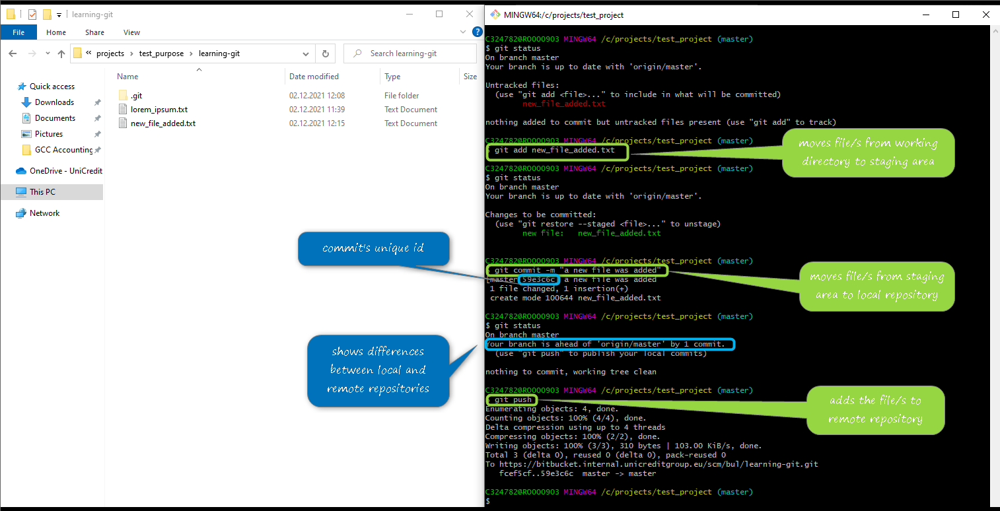 learning-git
File Home Share View
« projects › test_purpose › learning-git
Search learning-git
Name Date modified Type Size
.git 02.12.2021 12:08 File folder
lorem_ipsum.txt 02.12.2021 11:39 Text Document
new_file_added.txt 02.12.2021 12:15 Text Document
Quick access
Downloads
Documents
Pictures
GCC Accounting
OneDrive - UniCredit
This PC
Network
commit's unique id
shows differences
between local and
remote repositories
MINGW64:/c/projects/test_project
C324782@RO000903 MINGW64 /c/projects/test_project (master)
$ git status
On branch master
Your branch is up to date with 'origin/master'.
Untracked files:
(use "git add <file>..." to include in what will be committed)
new_file_added.txt
nothing added to commit but untracked files present (use "git add" to track)
C324782@RO000903 MINGW64 /c/projects/test_project (master)
git add new_file_added.txt
moves file/s from working
directory to staging area
C324782@RO000903 MINGW64 /c/projects/test_project (master)
$ git status
On branch master
Your branch is up to date with 'origin/master'.
Changes to be committed:
(use "git restore --staged <file>..." to unstage)
new file: new_file_added.txt
C324782@RO000903 MINGW64 /c/projects/test_project (master)
git commit -m "a new file was added"
[master 59e3c6c] a new file was added
1 file changed, 1 insertion(+)
create mode 100644 new_file_added.txt
moves file/s from staging
area to local repository
C324782@RO000903 MINGW64 /c/projects/test_project (master)
$ git status
On branch master
Your branch is ahead of 'origin/master' by 1 commit.
(use "git push" to publish your local commits)
nothing to commit, working tree clean
C324782@RO000903 MINGW64 /c/projects/test_project (master)
git push
adds the file/s to
remote repository
Enumerating objects: 4, done.
Counting objects: 100% (4/4), done.
Delta compression using up to 4 threads
Compressing objects: 100% (2/2), done.
Writing objects: 100% (3/3), 310 bytes | 103.00 KiB/s, done.
Total 3 (delta 0), reused 0 (delta 0), pack-reused 0
To https://bitbucket.internal.unicreditgroup.eu/scm/bul/learning-git.git
fcef5cf..59e3c6c master -> master
C324782@RO000903 MINGW64 /c/projects/test_project (master)
$